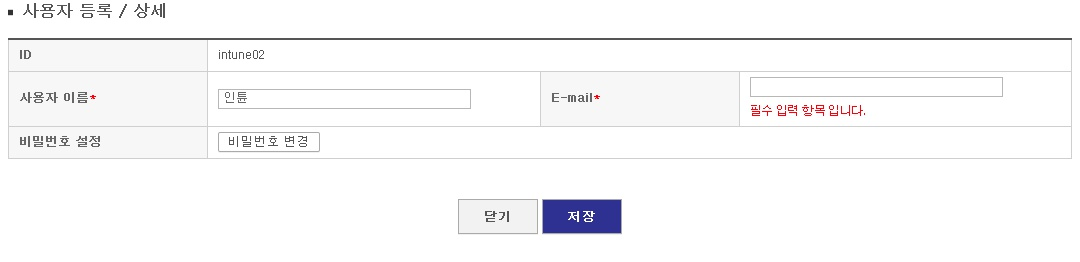 사용자 등록 / 상세
ID intune02
사용자 이름* 인튠 E-mail*
필수 입력 항목 입니다.
비밀번호 설정 비밀번호 변경
닫기 저장